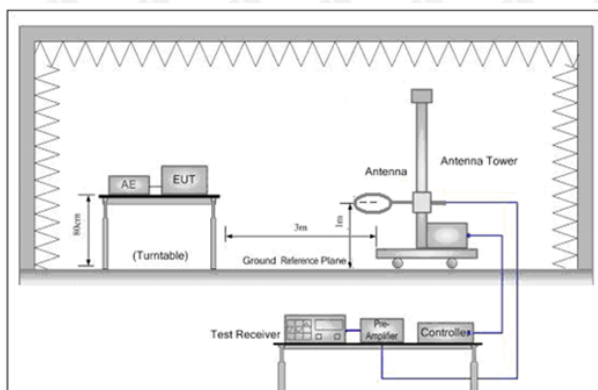 Antenna Tower
Antenna
AE
EUT
80cm
(Turntable)
3m
1m
Ground Reference Plane
Test Receiver
Pre-
Amplifier
Controller